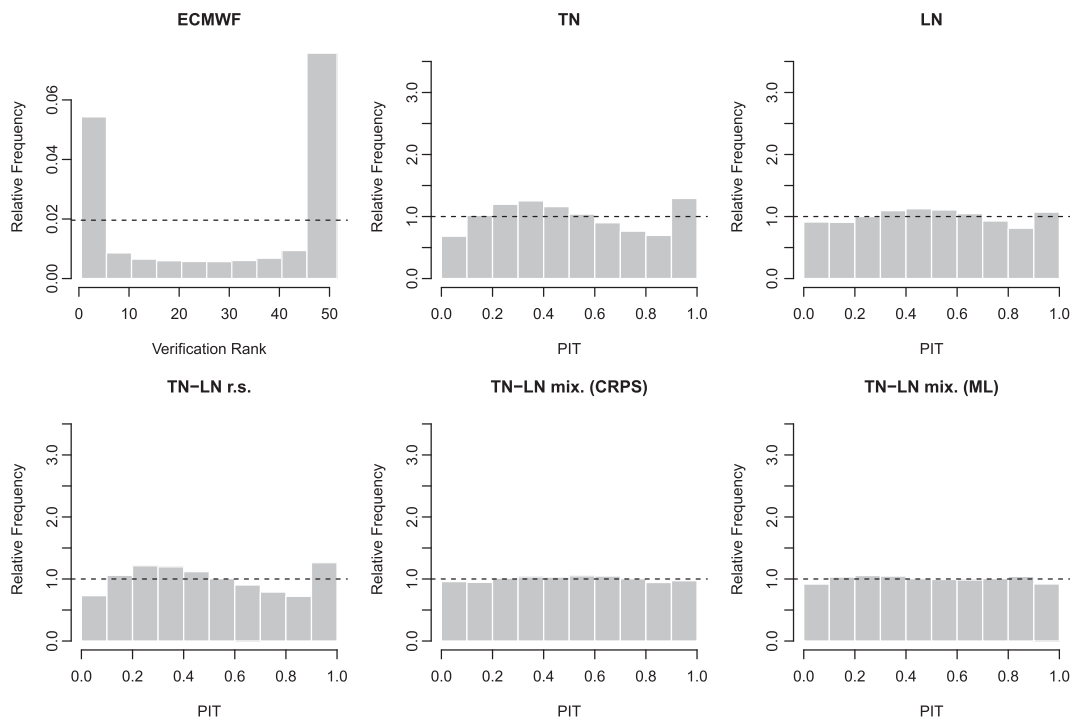 ECMWF
Relative Frequency
0.00 0.02 0.04 0.06
0 10 20 30 40 50
Verification Rank
TN
Relative Frequency
0.0 1.0 2.0 3.0
0.0 0.2 0.4 0.6 0.8 1.0
PIT
LN
Relative Frequency
0.0 1.0 2.0 3.0
0.0 0.2 0.4 0.6 0.8 1.0
PIT
TN−LN r.s.
Relative Frequency
0.0 1.0 2.0 3.0
0.0 0.2 0.4 0.6 0.8 1.0
PIT
TN−LN mix. (CRPS)
Relative Frequency
0.0 1.0 2.0 3.0
0.0 0.2 0.4 0.6 0.8 1.0
PIT
TN−LN mix. (ML)
Relative Frequency
0.0 1.0 2.0 3.0
0.0 0.2 0.4 0.6 0.8 1.0
PIT